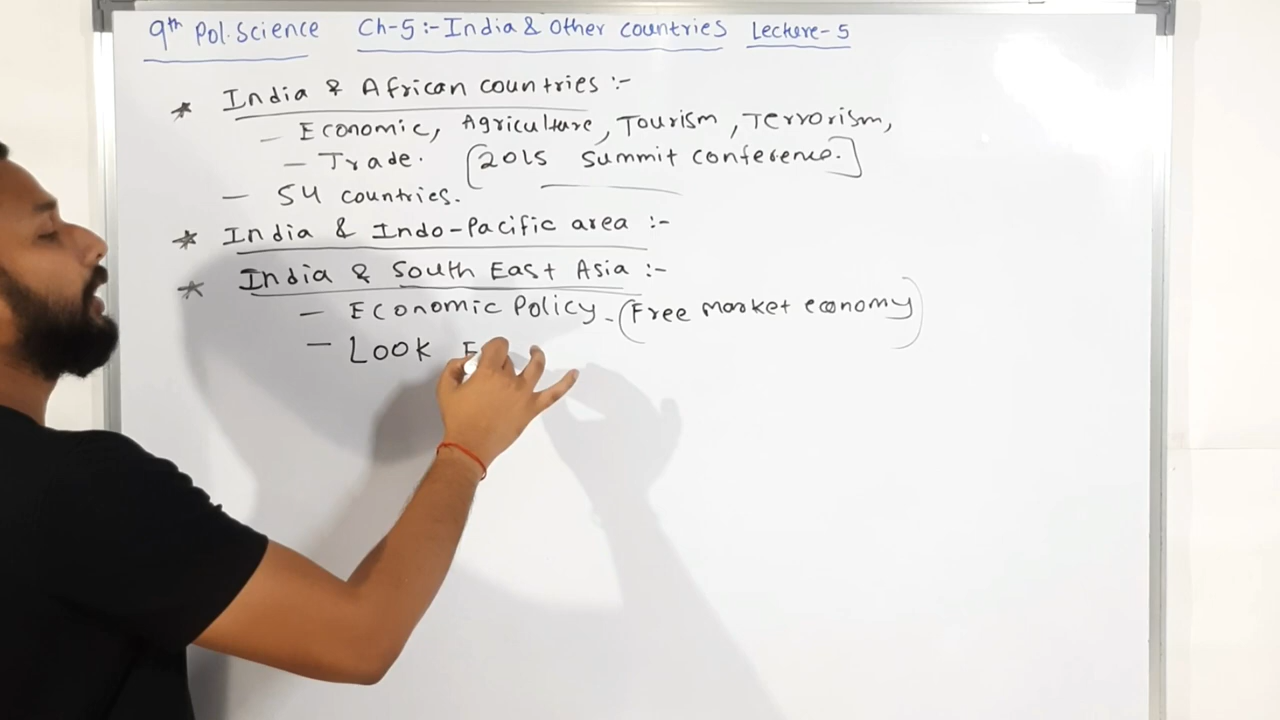 9th Pol. Science Ch-5:- India & Other countries Lecture-5
* India & African countries :-
- Economic, Agriculture, Tourism, Terrorism,
- Trade. [2015 Summit conference.]
- 54 countries.
* India & Indo-Pacific area :-
* India & South East Asia :-
- Economic Policy - (Free market economy)
- Look